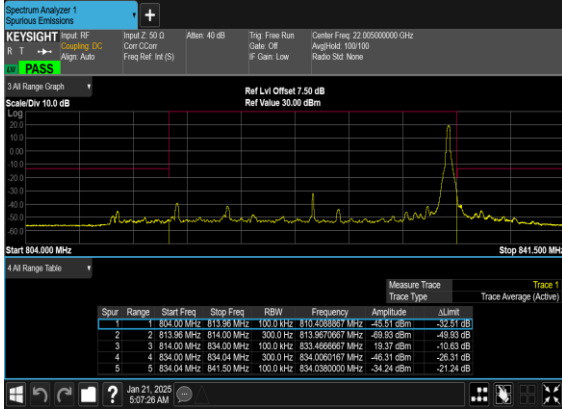 Spectrum Analyzer 1
Spurious Emissions
KEYSIGHT Input: RF Input Z: 50 Ω Atten: 40 dB Trig: Free Run Center Freq: 22.005000000 GHz
R T Coupling: DC Corr CCorr Gate: Off Avg|Hold: 100/100
Align: Auto Freq Ref: Int (S) IF Gain: Low Radio Std: None
PASS
3 All Range Graph
Ref Lvl Offset 7.50 dB
Scale/Div 10.0 dB Ref Value 30.00 dBm
Log
20.0
10.0
0.00
-10.0
-20.0
-30.0
-40.0
-50.0
-60.0
Start 804.000 MHz Stop 841.500 MHz
4 All Range Table
Measure Trace Trace 1
Trace Type Trace Average (Active)
Spur Range Start Freq Stop Freq RBW Frequency Amplitude ΔLimit
1 1 804.00 MHz 813.96 MHz 100.0 kHz 810.4088667 MHz -45.51 dBm -32.51 dB
2 2 813.96 MHz 814.00 MHz 300.0 Hz 813.9670667 MHz -69.93 dBm -49.93 dB
3 3 814.00 MHz 834.00 MHz 100.0 kHz 833.4666667 MHz 19.37 dBm -10.63 dB
4 4 834.00 MHz 834.04 MHz 300.0 Hz 834.0060167 MHz -46.31 dBm -26.31 dB
5 5 834.04 MHz 841.50 MHz 100.0 kHz 834.0380000 MHz -34.24 dBm -21.24 dB
Jan 21, 2025
5:07:26 AM